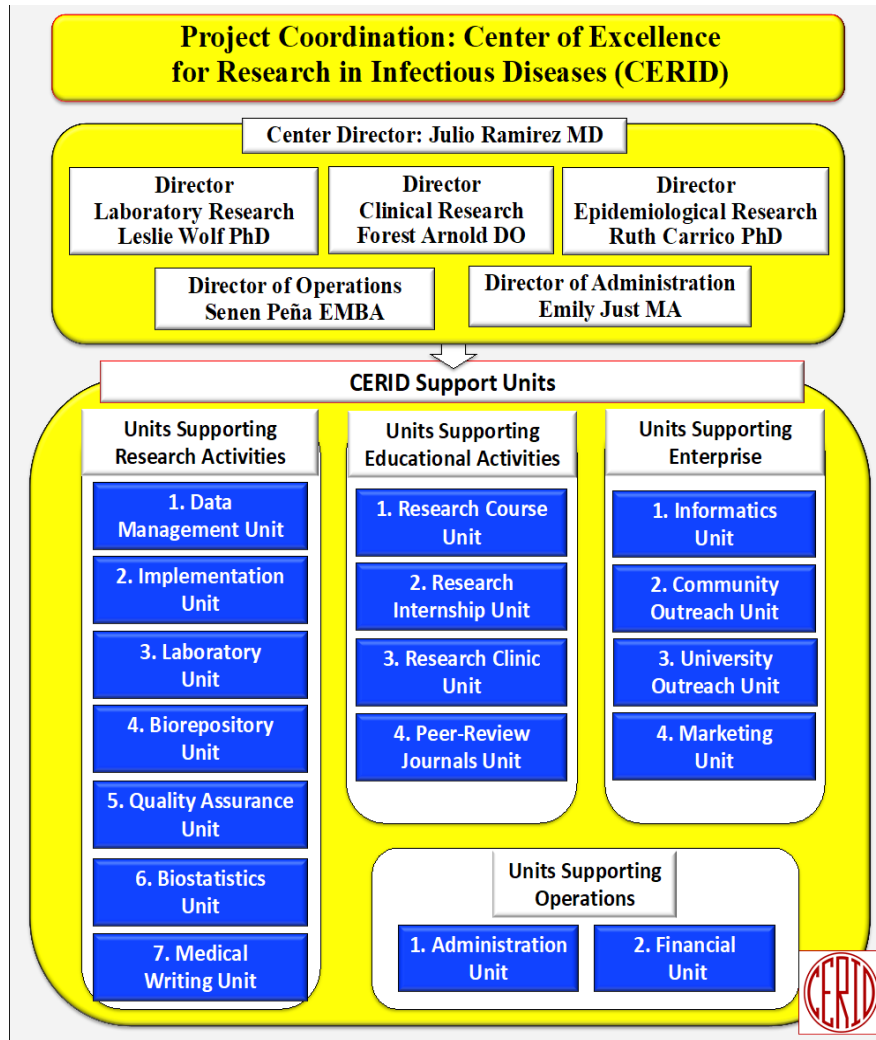 Project Coordination: Center of Excellence
for Research in Infectious Diseases (CERID)
Center Director: Julio Ramirez MD
Director
Laboratory Research
Leslie Wolf PhD
Director
Clinical Research
Forest Arnold DO
Director
Epidemiological Research
Ruth Carrico PhD
Director of Operations
Senen Peña EMBA
Director of Administration
Emily Just MA
CERID Support Units
Units Supporting
Research Activities
1. Data
Management Unit
2. Implementation
Unit
3. Laboratory
Unit
4. Biorepository
Unit
5. Quality Assurance
Unit
6. Biostatistics
Unit
7. Medical
Writing Unit
Units Supporting
Educational Activities
1. Research Course
Unit
2. Research
Internship Unit
3. Research Clinic
Unit
4. Peer-Review
Journals Unit
Units Supporting
Enterprise
1. Informatics
Unit
2. Community
Outreach Unit
3. University
Outreach Unit
4. Marketing
Unit
Units Supporting
Operations
1. Administration
Unit
2. Financial
Unit
CERID